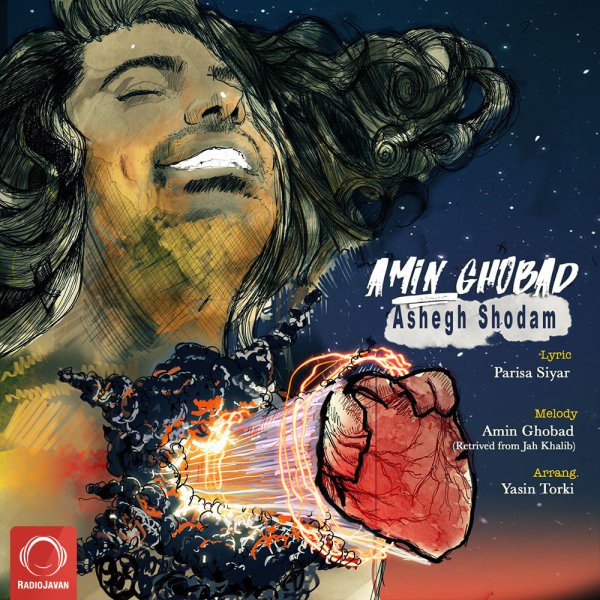 AMIN GHOBAD
Ashegh Shodam
Lyric
Parisa Siyar
Melody
Amin Ghobad
(Retrived from Jah Khalib)
Arrang.
Yasin Torki
RADIOJAVAN